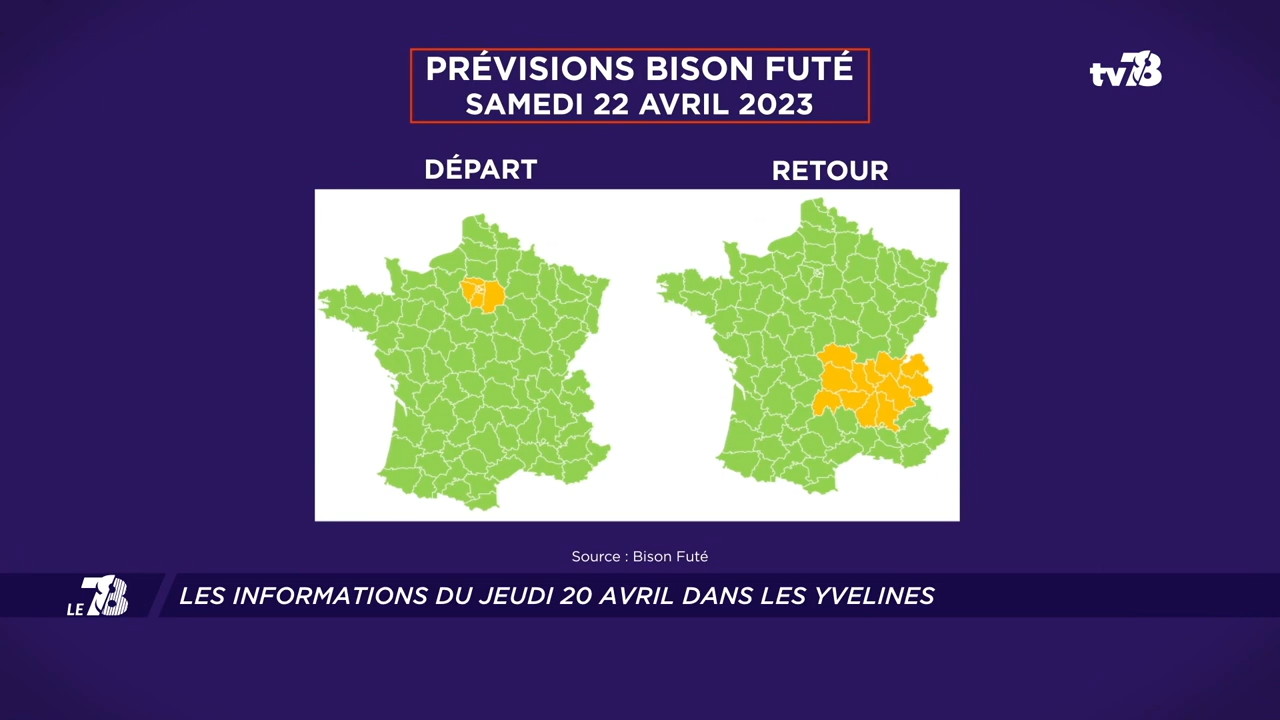 PRÉVISIONS BISON FUTÉ
SAMEDI 22 AVRIL 2023
tv78
DÉPART
RETOUR
Source : Bison Futé
LE 78
LES INFORMATIONS DU JEUDI 20 AVRIL DANS LES YVELINES